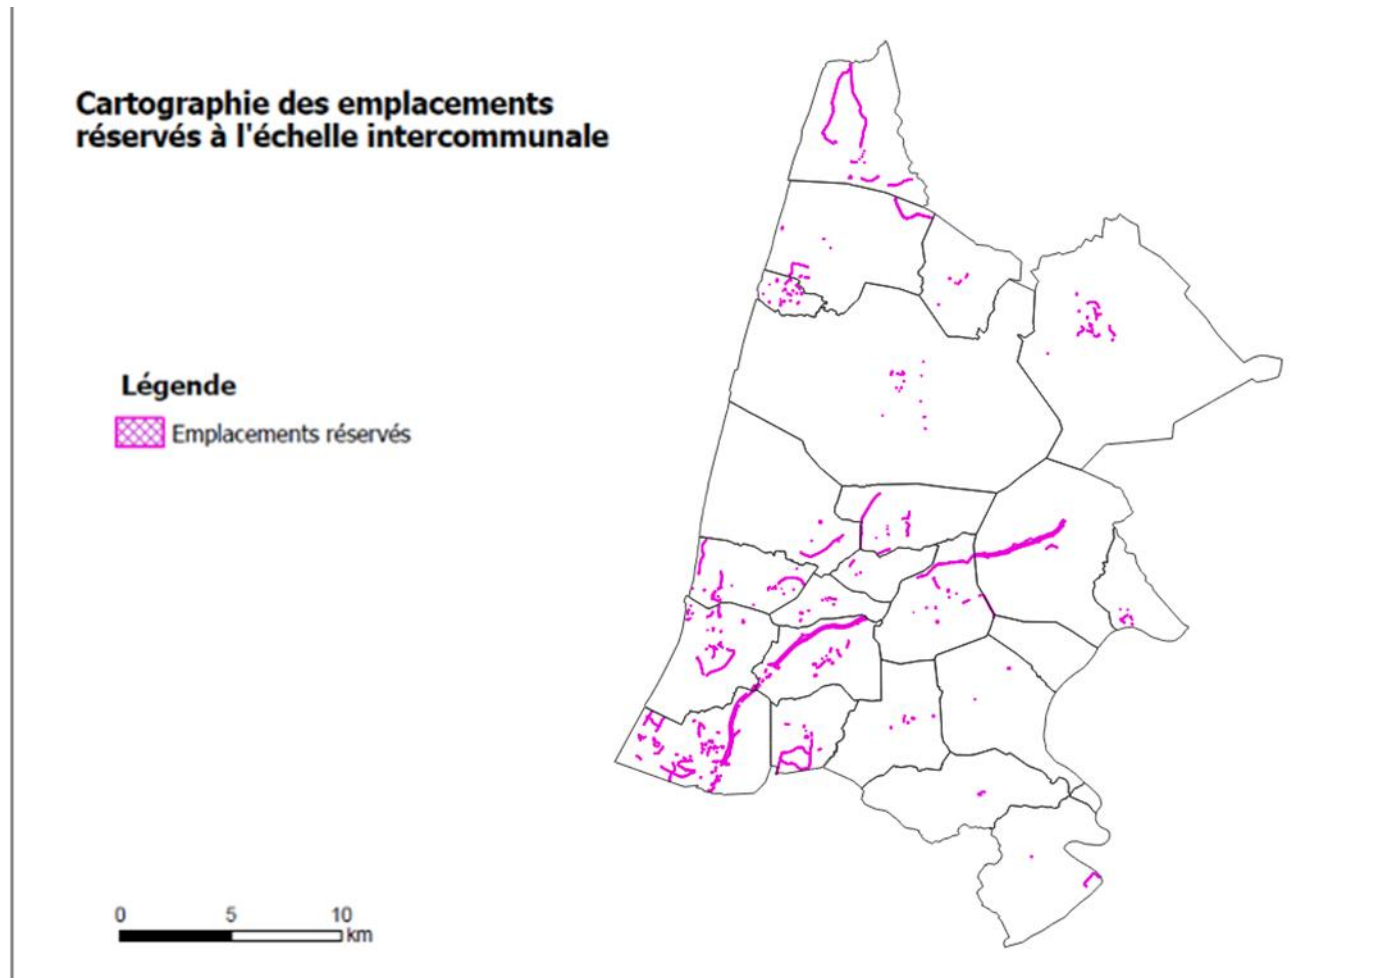 Cartographie des emplacements
réservés à l'échelle intercommunale
Légende
Emplacements réservés
0 5 10
km